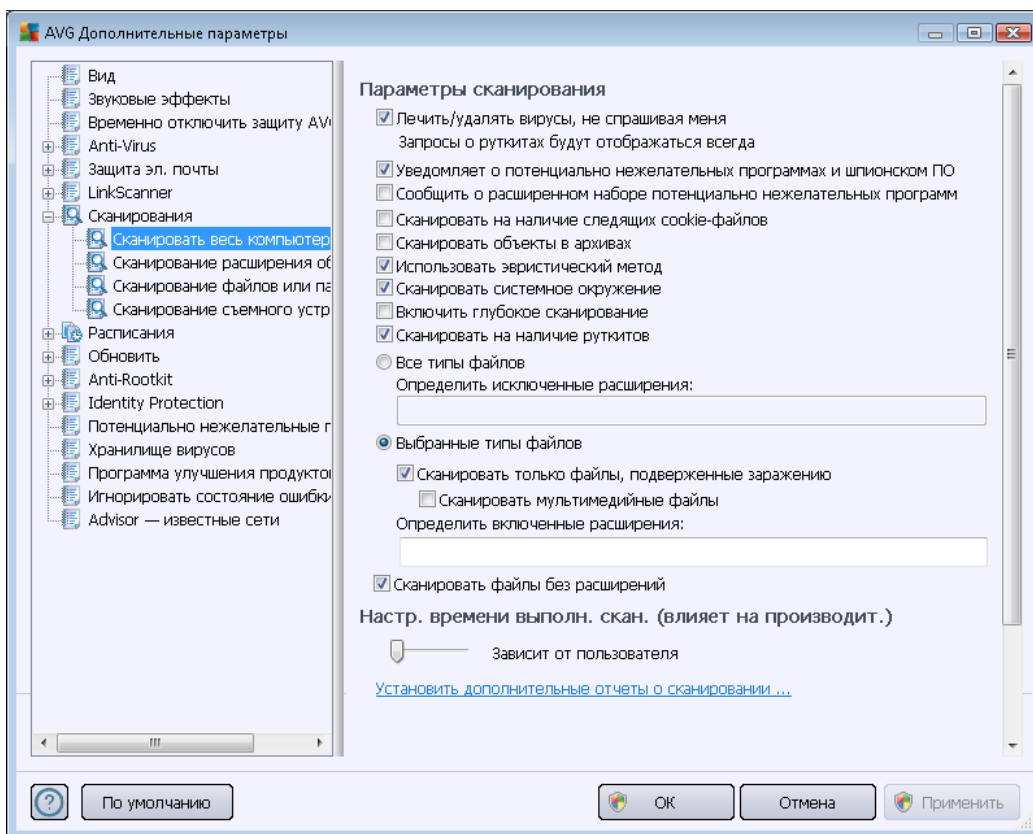 AVG Дополнительные параметры
Вид
Звуковые эффекты
Временно отключить защиту
Anti-Virus
Защита эл. почты
LinkScanner
Сканирования
Сканировать весь компьютер
Сканирование расширения
Сканирование файлов или
Сканирование съемного
Расписания
Обновить
Anti-Rootkit
Identity Protection
Потенциально нежелательные
Хранилище вирусов
Программа улучшения
Игнорировать состояние
Advisor — известные сети
Параметры сканирования
Лечить/удалять вирусы, не спрашивая меня
Запросы о руткитах будут отображаться всегда
Уведомляет о потенциально нежелательных программах и шпионском ПО
Сообщить о расширенном наборе потенциально нежелательных программ
Сканировать на наличие следящих cookie-файлов
Сканировать объекты в архивах
Использовать эвристический метод
Сканировать системное окружение
Включить глубокое сканирование
Сканировать на наличие руткитов
Все типы файлов
Определить исключенные расширения:
Выбранные типы файлов
Сканировать только файлы, подверженные заражению
Сканировать мультимедийные файлы
Определить включенные расширения:
Сканировать файлы без расширений
Настр. времени выполн. скан. (влияет на производит.)
Зависит от пользователя
Установить дополнительные отчеты о сканировании ...
По умолчанию
ОК
Отмена
Применить